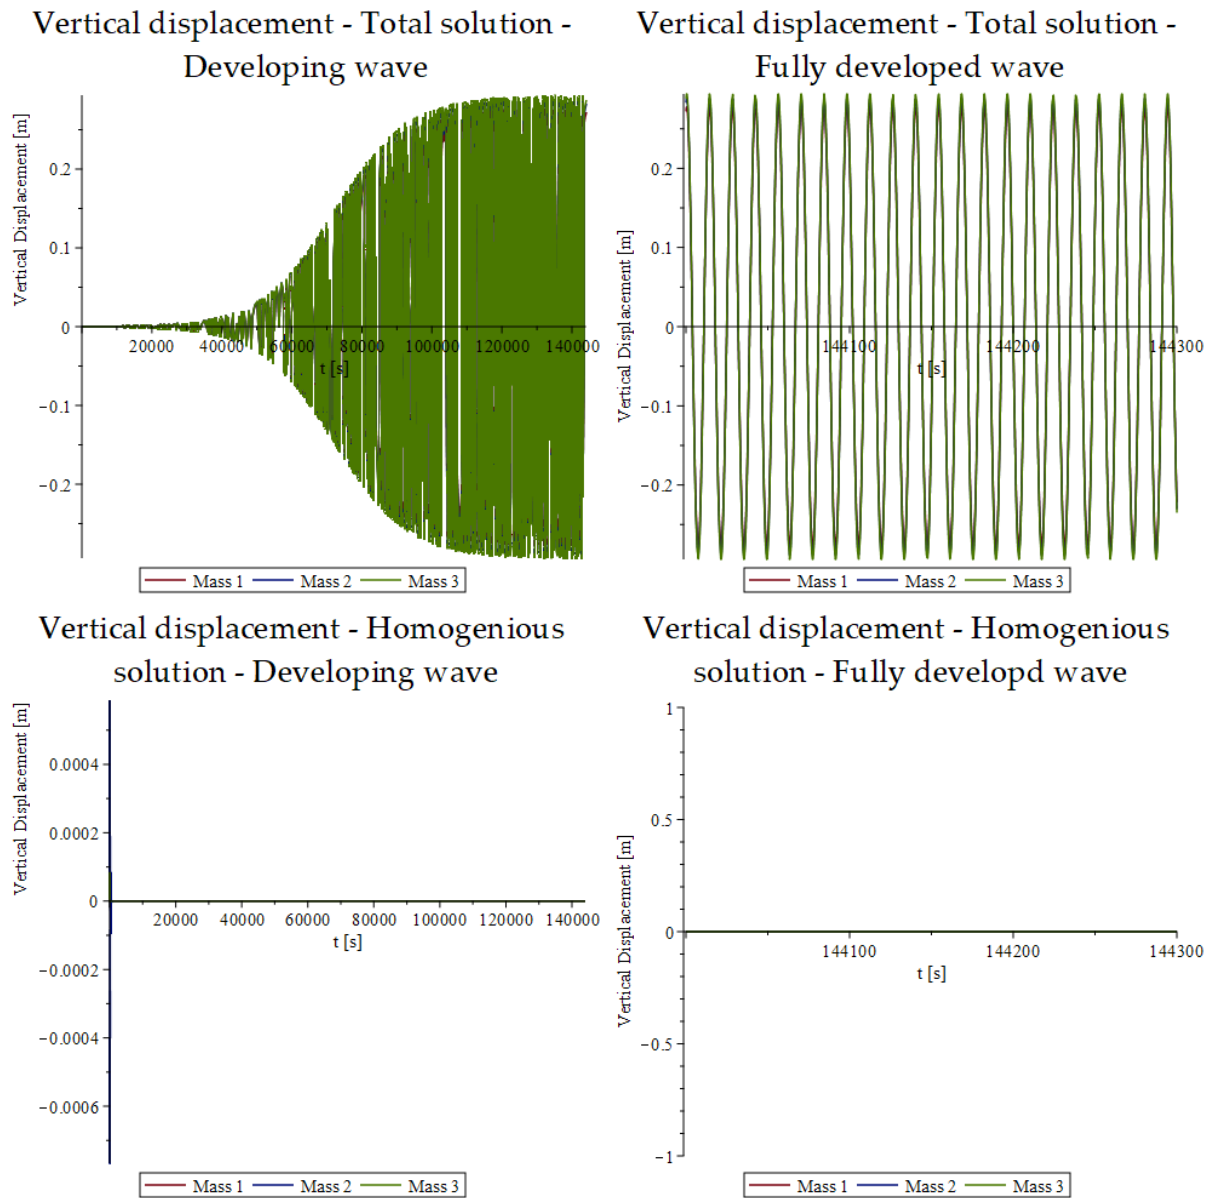 Vertical displacement - Total solution -
Developing wave
Vertical Displacement [m]
0.2
0.1
0
−0.1
−0.2
20000 40000 60000 80000 100000 120000 140000
t [s]
Mass 1 Mass 2 Mass 3
Vertical displacement - Total solution -
Fully developed wave
Vertical Displacement [m]
0.2
0.1
0
−0.1
−0.2
144100 144200 144300
t [s]
Mass 1 Mass 2 Mass 3
Vertical displacement - Homogenious
solution - Developing wave
Vertical Displacement [m]
0.0004
0.0002
0
−0.0002
−0.0004
−0.0006
20000 40000 60000 80000 100000 120000 140000
t [s]
Mass 1 Mass 2 Mass 3
Vertical displacement - Homogenious
solution - Fully developd wave
Vertical Displacement [m]
1
0.5
0
−0.5
−1
144100 144200 144300
t [s]
Mass 1 Mass 2 Mass 3